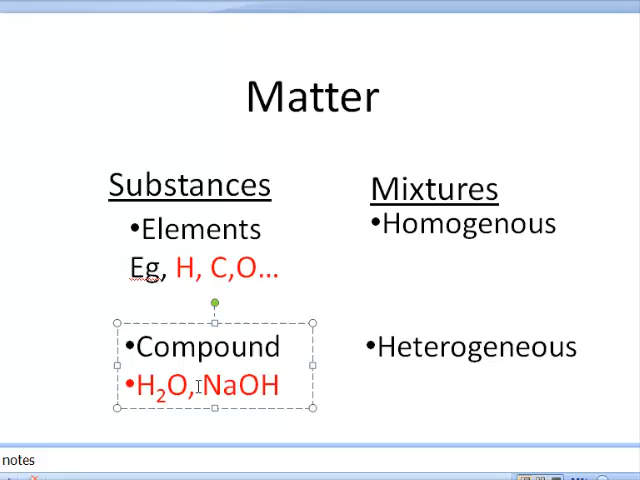 Matter
Substances
•Elements
Eg, H, C,O...
•Compound
•H₂O, NaOH
Mixtures
•Homogenous
•Heterogeneous
notes